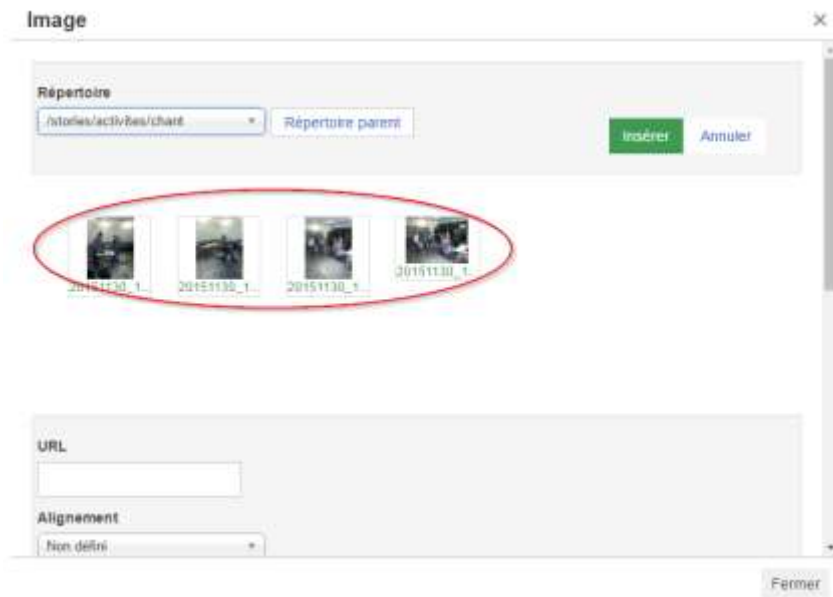 Image
×
Répertoire
/stories/activites/chant
Répertoire parent
Insérer
Annuler
20151130_1...
20151130_1...
20151130_1...
20151130_1...
URL
Alignement
Non défini
Fermer